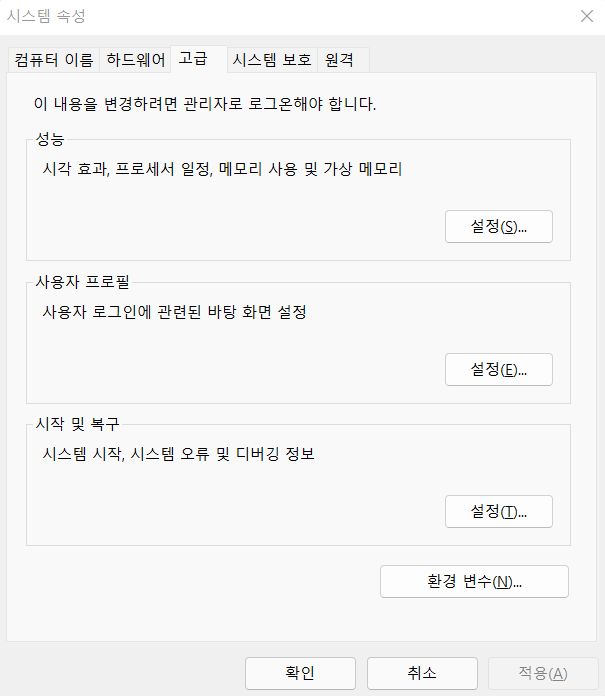 시스템 속성
컴퓨터 이름 하드웨어 고급 시스템 보호 원격
이 내용을 변경하려면 관리자로 로그온해야 합니다.
성능
시각 효과, 프로세서 일정, 메모리 사용 및 가상 메모리
설정(S)...
사용자 프로필
사용자 로그인에 관련된 바탕 화면 설정
설정(E)...
시작 및 복구
시스템 시작, 시스템 오류 및 디버깅 정보
설정(T)...
환경 변수(N)...
확인 취소 적용(A)